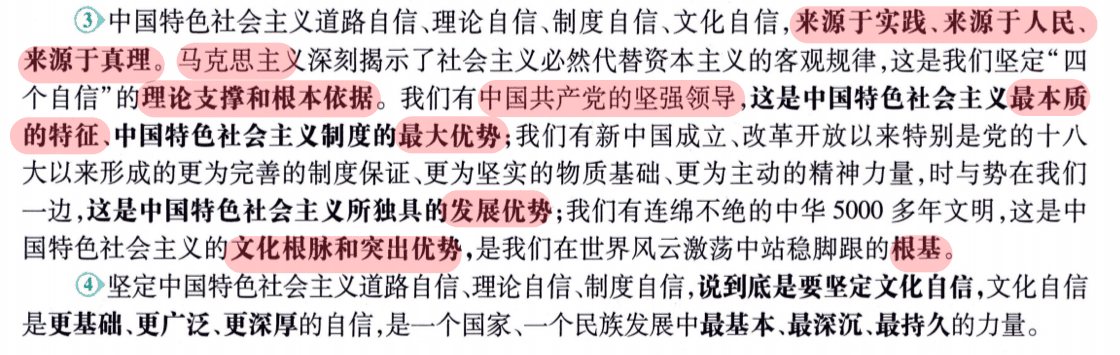 ③中国特色社会主义道路自信、理论自信、制度自信、文化自信,来源于实践、来源于人民、
来源于真理。马克思主义深刻揭示了社会主义必然代替资本主义的客观规律,这是我们坚定“四
个自信”的理论支撑和根本依据。我们有中国共产党的坚强领导,这是中国特色社会主义最本质
的特征、中国特色社会主义制度的最大优势;我们有新中国成立、改革开放以来特别是党的十八
大以来形成的更为完善的制度保证、更为坚实的物质基础、更为主动的精神力量,时与势在我们
一边,这是中国特色社会主义所独具的发展优势;我们有连绵不绝的中华 5000 多年文明,这是中
国特色社会主义的文化根脉和突出优势,是我们在世界风云激荡中站稳脚跟的根基。
④坚定中国特色社会主义道路自信、理论自信、制度自信,说到底是要坚定文化自信,文化自信
是更基础、更广泛、更深厚的自信,是一个国家、一个民族发展中最基本、最深沉、最持久的力量。